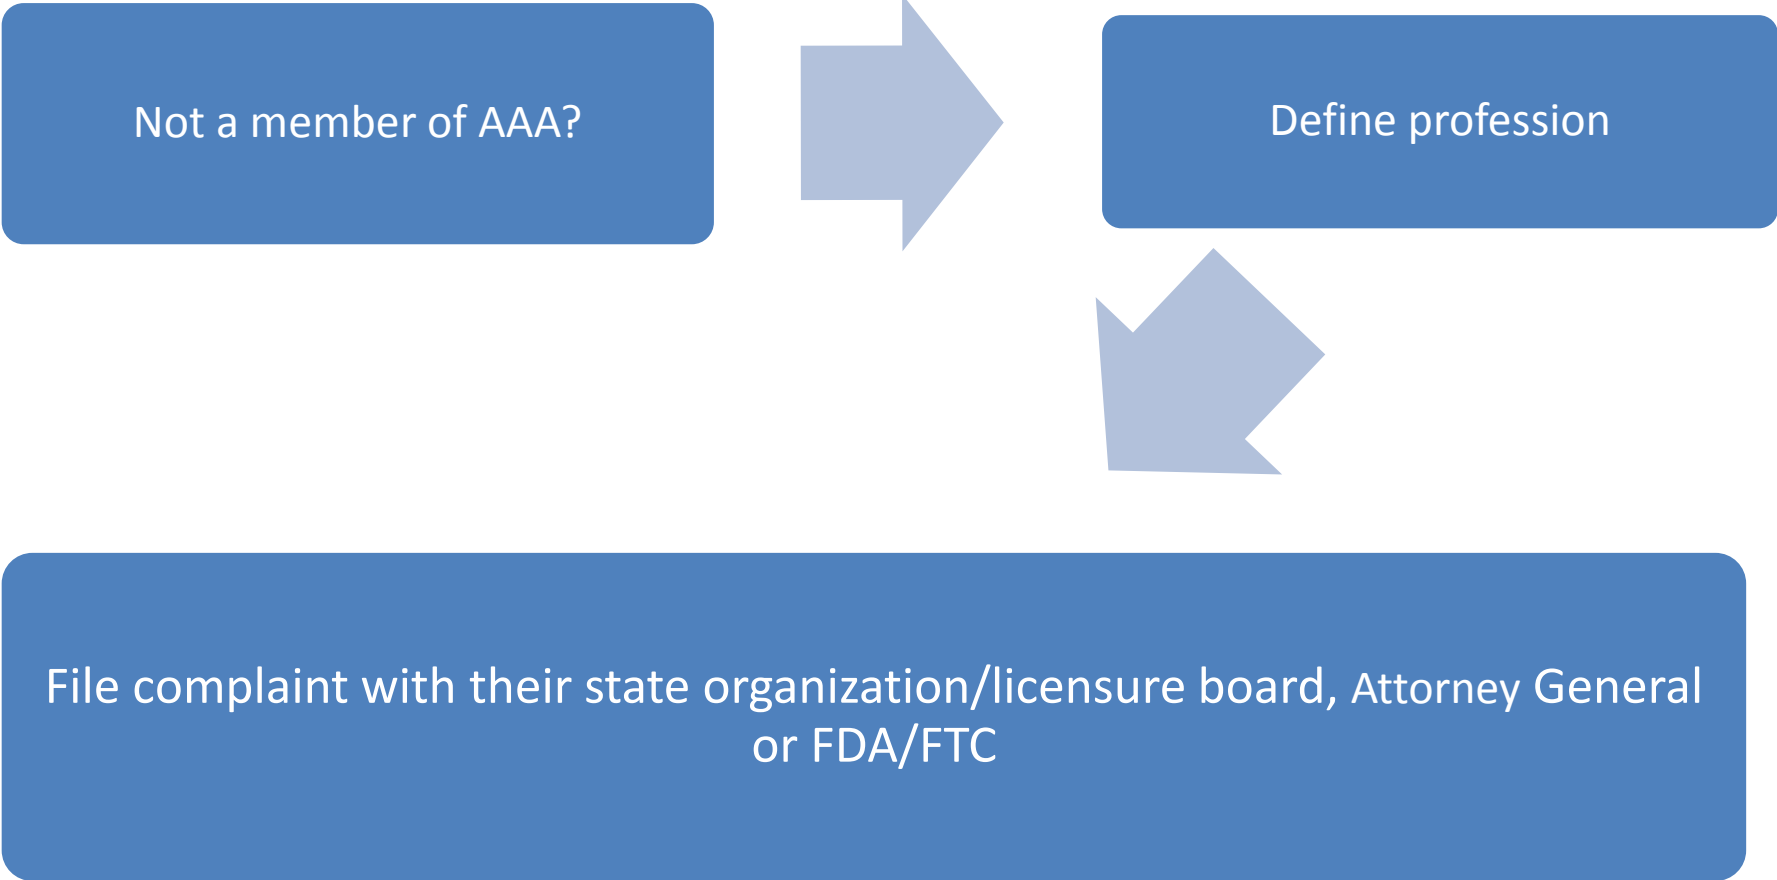 Not a member of AAA?
Define profession
File complaint with their state organization/licensure board, Attorney General
or FDA/FTC